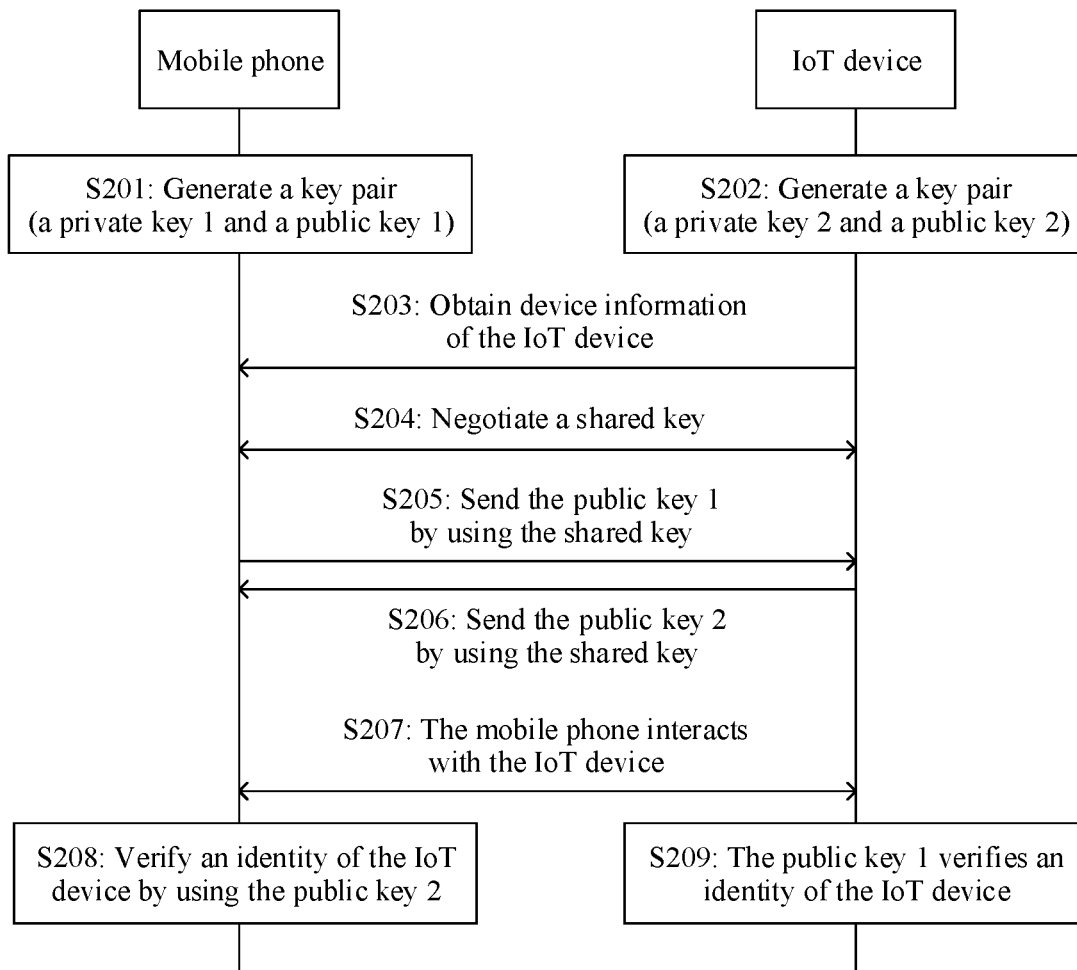 Mobile phone
IoT device
S201: Generate a key pair
(a private key 1 and a public key 1)
S202: Generate a key pair
(a private key 2 and a public key 2)
S203: Obtain device information
of the IoT device
S204: Negotiate a shared key
S205: Send the public key 1
by using the shared key
S206: Send the public key 2
by using the shared key
S207: The mobile phone interacts
with the IoT device
S208: Verify an identity of the IoT
device by using the public key 2
S209: The public key 1 verifies an
identity of the IoT device